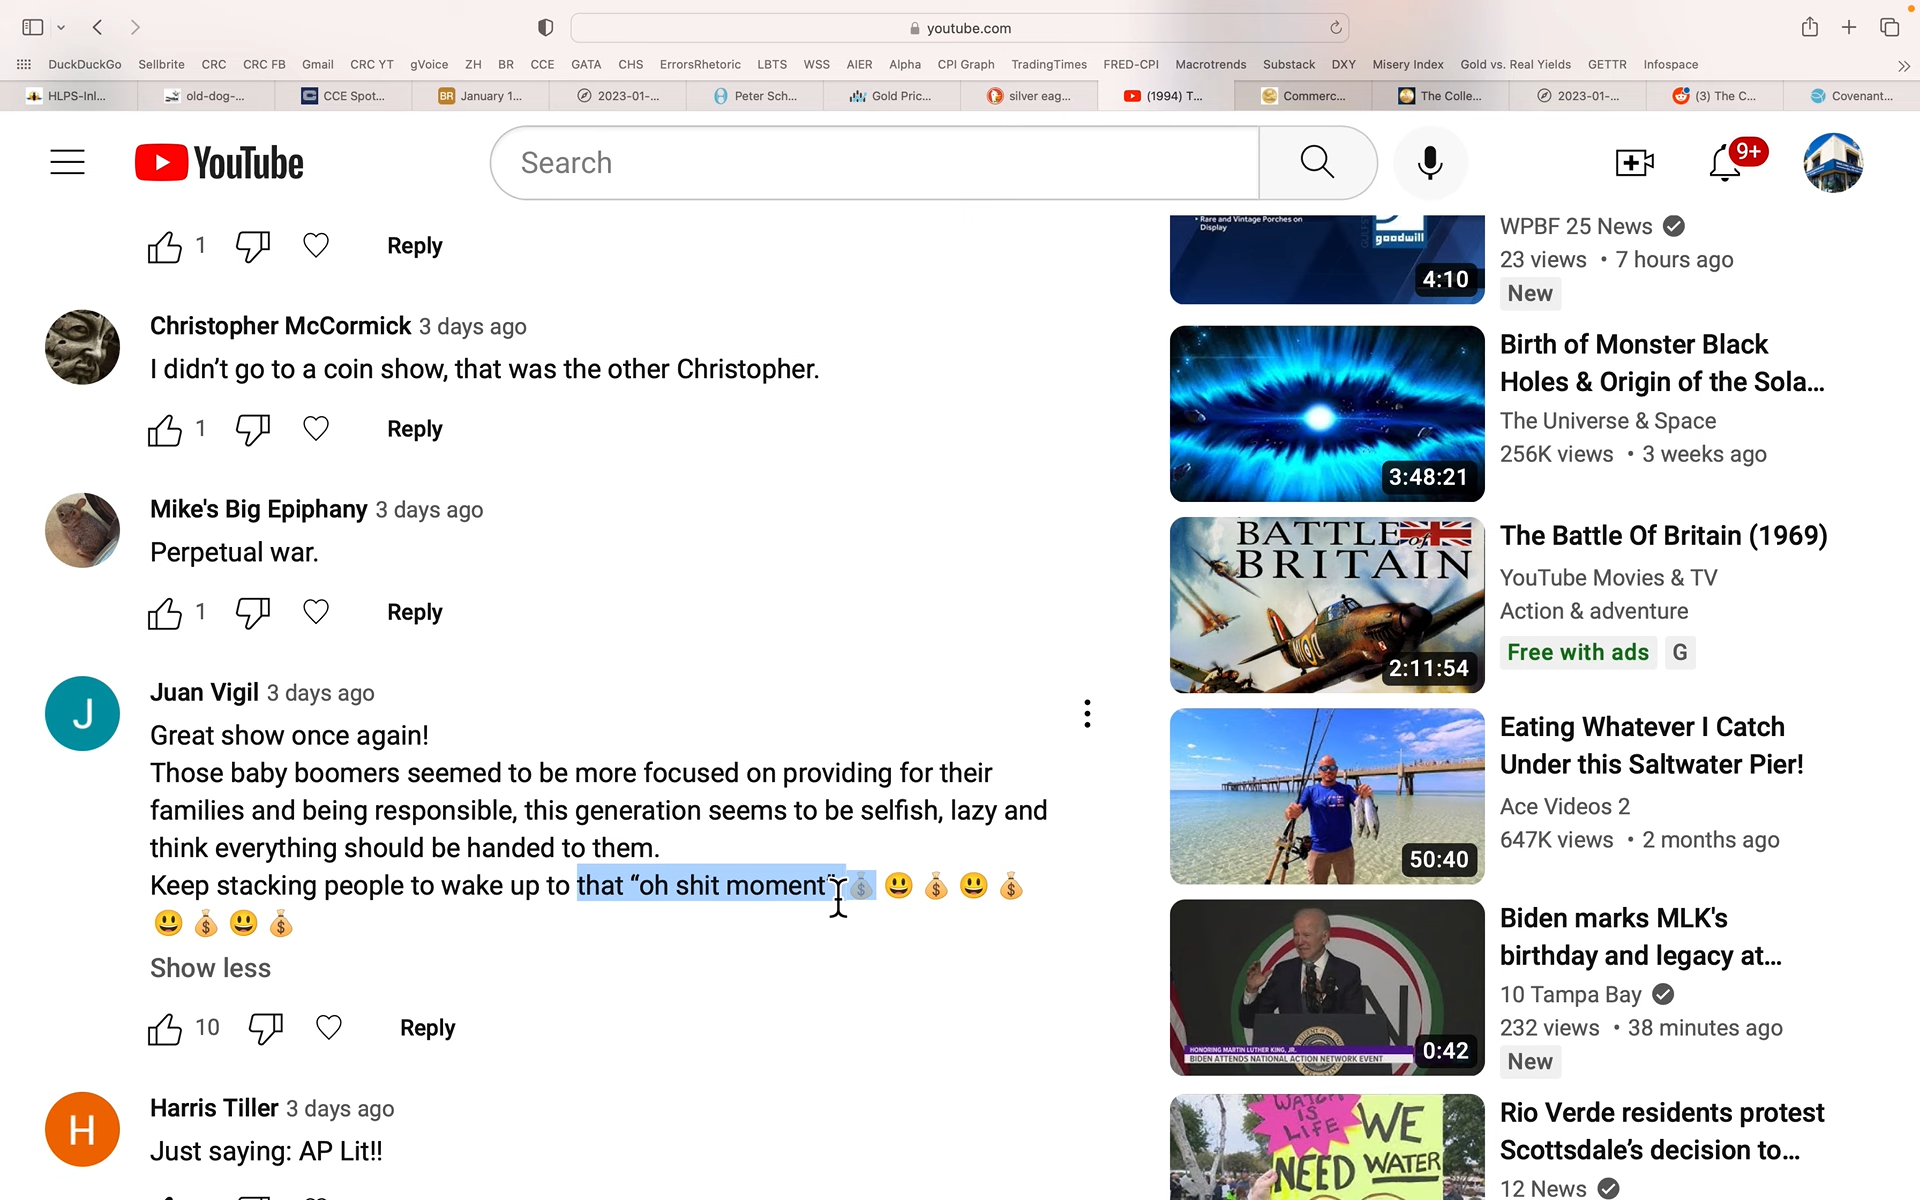 youtube.com
DuckDuckGo Sellbrite CRC CRC FB Gmail CRC YT gVoice ZH BR CCE GATA CHS ErrorsRhetoric LBTS WSS AIER Alpha CPI Graph TradingTimes FRED-CPI Macrotrends Substack DXY Misery Index Gold vs. Real Yields GETTR Infospace
HLPS-Inl... old-dog-... CCE Spot... BR January 1... 2023-01-... Peter Sch... Gold Pric... silver eag... (1994) T... Commerc... The Colle... 2023-01-... (3) The C... Covenant...
YouTube
Search
9+
1 Reply
Christopher McCormick 3 days ago
I didn’t go to a coin show, that was the other Christopher.
1 Reply
Mike's Big Epiphany 3 days ago
Perpetual war.
1 Reply
J
Juan Vigil 3 days ago
Great show once again!
Those baby boomers seemed to be more focused on providing for their
families and being responsible, this generation seems to be selfish, lazy and
think everything should be handed to them.
Keep stacking people to wake up to that “oh shit moment” 💰 😃 💰 😃 💰
😃 💰 😃 💰
Show less
10 Reply
H
Harris Tiller 3 days ago
Just saying: AP Lit!!
• Rare and Vintage Porches on
Display
goodwill
4:10
WPBF 25 News
23 views • 7 hours ago
New
3:48:21
Birth of Monster Black
Holes & Origin of the Sola...
The Universe & Space
256K views • 3 weeks ago
BATTLE of
BRITAIN
2:11:54
The Battle Of Britain (1969)
YouTube Movies & TV
Action & adventure
Free with ads G
50:40
Eating Whatever I Catch
Under this Saltwater Pier!
Ace Videos 2
647K views • 2 months ago
HONORING MARTIN LUTHER KING, JR.
BIDEN ATTENDS NATIONAL ACTION NETWORK EVENT
0:42
Biden marks MLK's
birthday and legacy at...
10 Tampa Bay
232 views • 38 minutes ago
New
WATER
IS
LIFE
WE
NEED WATER
Rio Verde residents protest
Scottsdale’s decision to...
12 News